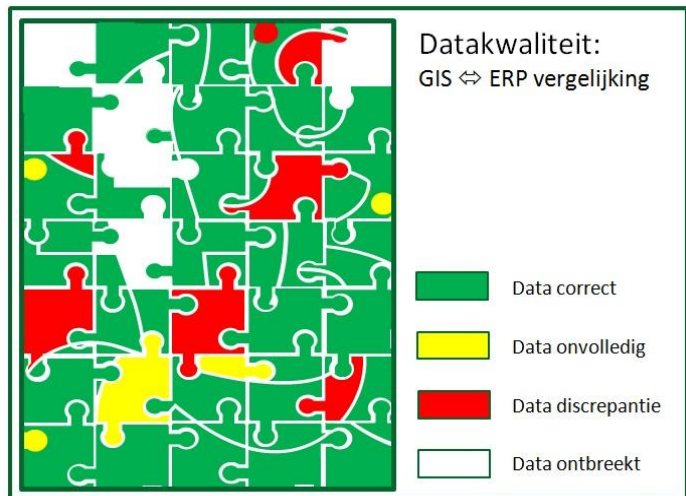 Datakwaliteit:
GIS ⇔ ERP vergelijking
Data correct
Data onvolledig
Data discrepantie
Data ontbreekt